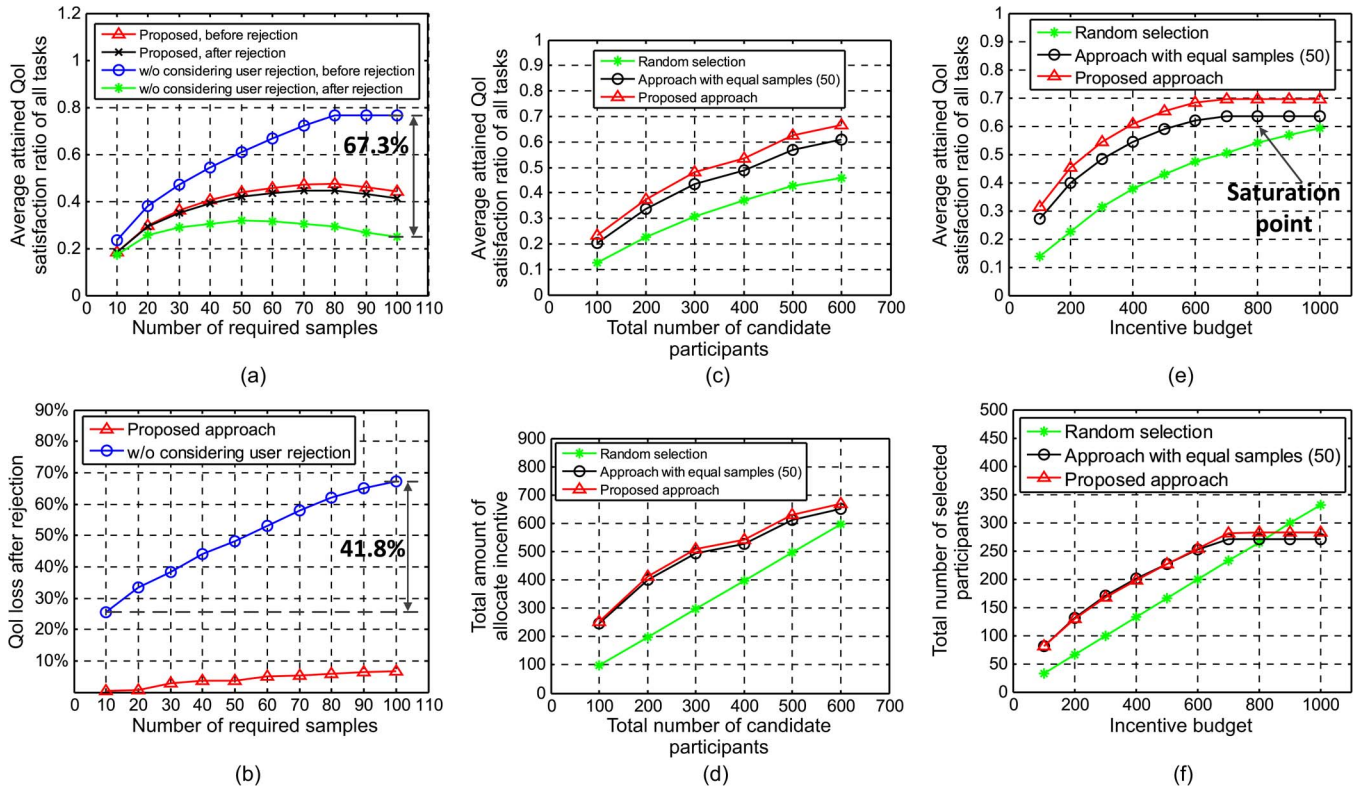 Average attained QoI
satisfaction ratio of all tasks
1.2
1
0.8
0.6
0.4
0.2
0
Proposed, before rejection
Proposed, after rejection
w/o considering user rejection, before rejection
w/o considering user rejection, after rejection
67.3%
0 10 20 30 40 50 60 70 80 90 100 110
Number of required samples
(a)
Average attained QoI
satisfaction ratio of all tasks
1
0.9
0.8
0.7
0.6
0.5
0.4
0.3
0.2
0.1
0
Random selection
Approach with equal samples (50)
Proposed approach
0 100 200 300 400 500 600 700
Total number of candidate
participants
(c)
Average attained QoI
satisfaction ratio of all tasks
1
0.9
0.8
0.7
0.6
0.5
0.4
0.3
0.2
0.1
0
Random selection
Approach with equal samples (50)
Proposed approach
Saturation
point
0 200 400 600 800 1000
Incentive budget
(e)
QoI loss after rejection
90%
80%
70%
60%
50%
40%
30%
20%
10%
Proposed approach
w/o considering user rejection
41.8%
0 10 20 30 40 50 60 70 80 90 100 110
Number of required samples
(b)
Total amount of
allocate incentive
900
800
700
600
500
400
300
200
100
0
Random selection
Approach with equal samples (50)
Proposed approach
0 100 200 300 400 500 600 700
Total number of candidate
participants
(d)
Total number of selected
participants
500
450
400
350
300
250
200
150
100
50
0
Random selection
Approach with equal samples (50)
Proposed approach
0 200 400 600 800 1000
Incentive budget
(f)